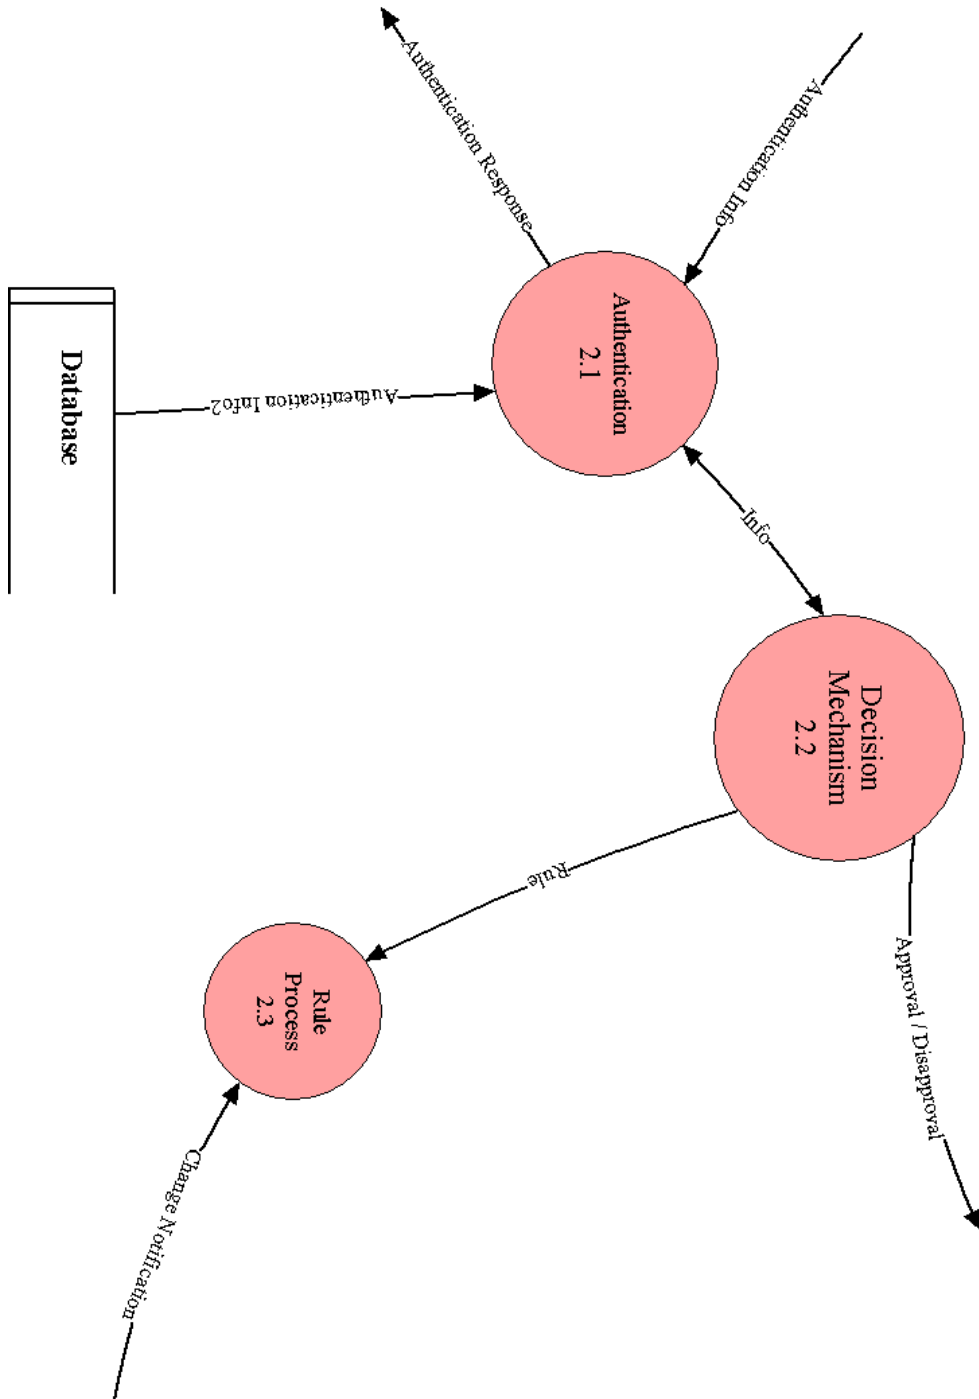 Authentication Info
Authentication Response
Authentication
2.1
Authentication Info2
Database
Info
Decision
Mechanism
2.2
Rule
Approval / Disapproval
Rule
Process
2.3
Change Notification